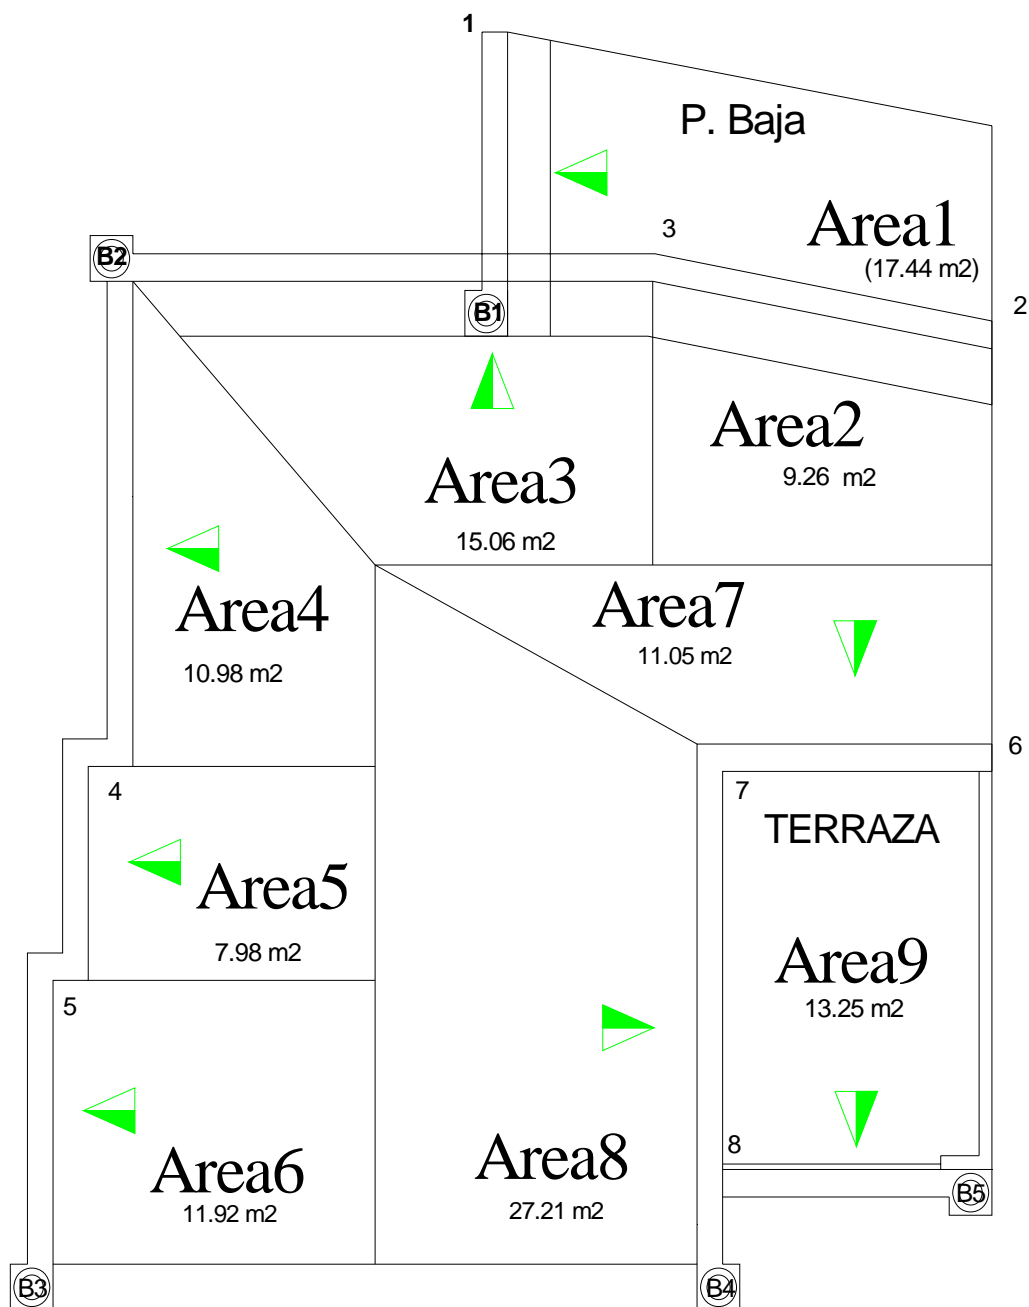 1
P. Baja
Area1
(17.44 m2)
3
B2
2
B1
Area2
9.26 m2
Area3
15.06 m2
Area4
10.98 m2
Area7
11.05 m2
6
4
7
TERRAZA
Area5
7.98 m2
Area9
13.25 m2
5
8
Area6
11.92 m2
Area8
27.21 m2
B5
B3
B4